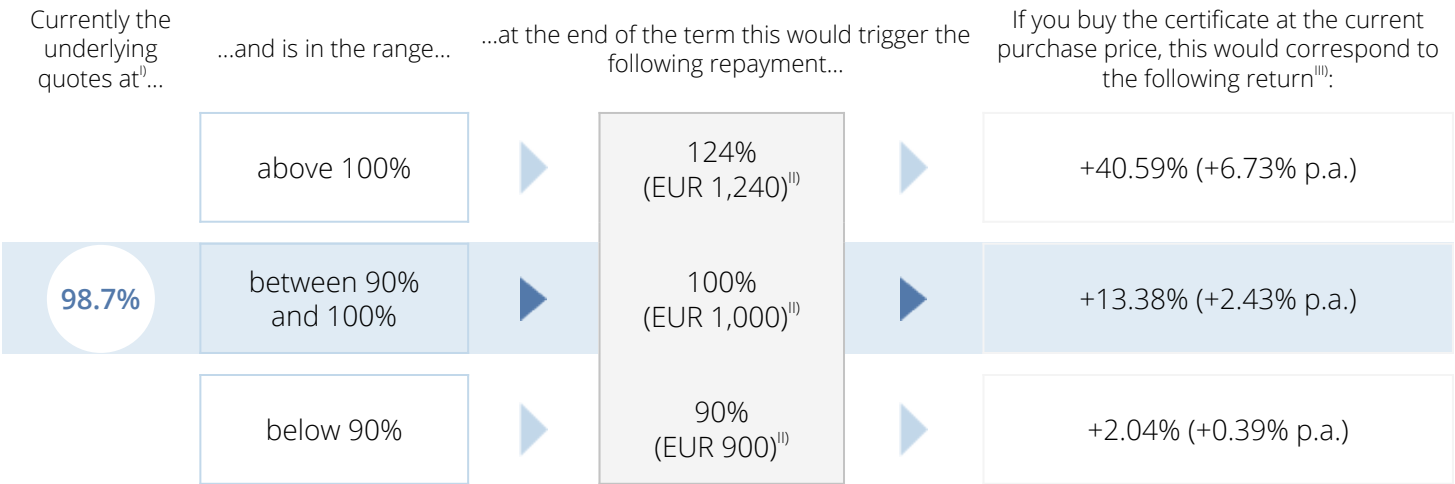 Currently the
underlying
quotes atᴵ⁾...
...and is in the range...
...at the end of the term this would trigger the
following repayment...
If you buy the certificate at the current
purchase price, this would correspond to
the following returnᴵᴵᴵ⁾:
above 100%
124%
(EUR 1,240)ᴵᴵ⁾
+40.59% (+6.73% p.a.)
98.7%
between 90%
and 100%
100%
(EUR 1,000)ᴵᴵ⁾
+13.38% (+2.43% p.a.)
below 90%
90%
(EUR 900)ᴵᴵ⁾
+2.04% (+0.39% p.a.)